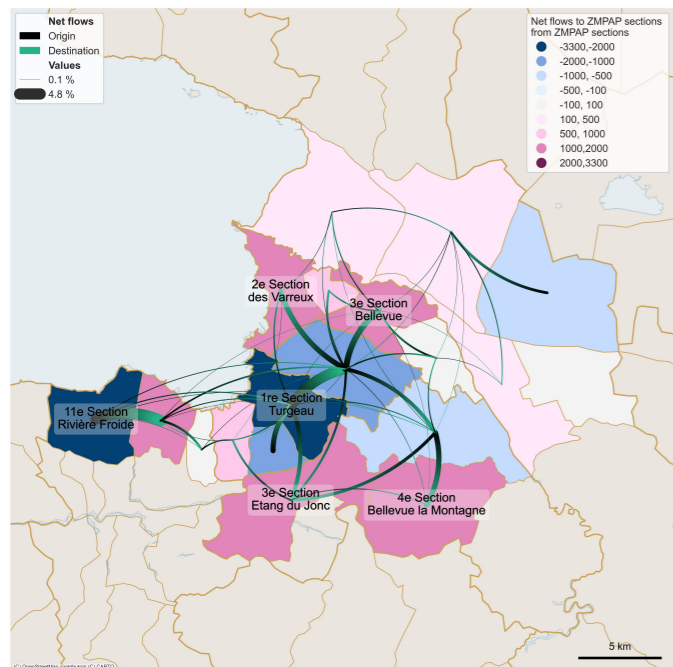 Net flows
Origin
Destination
Values
0.1 %
4.8 %
Net flows to ZMPAP sections
from ZMPAP sections
-3300,-2000
-2000,-1000
-1000, -500
-500, -100
-100, 100
100, 500
500, 1000
1000,2000
2000,3300
2e Section
des Varreux
3e Section
Bellevue
1re Section
Turgeau
11e Section
Rivière Froide
3e Section
Etang du Jonc
4e Section
Bellevue la Montagne
5 km
(C) OpenStreetMap contributors (C) CARTO